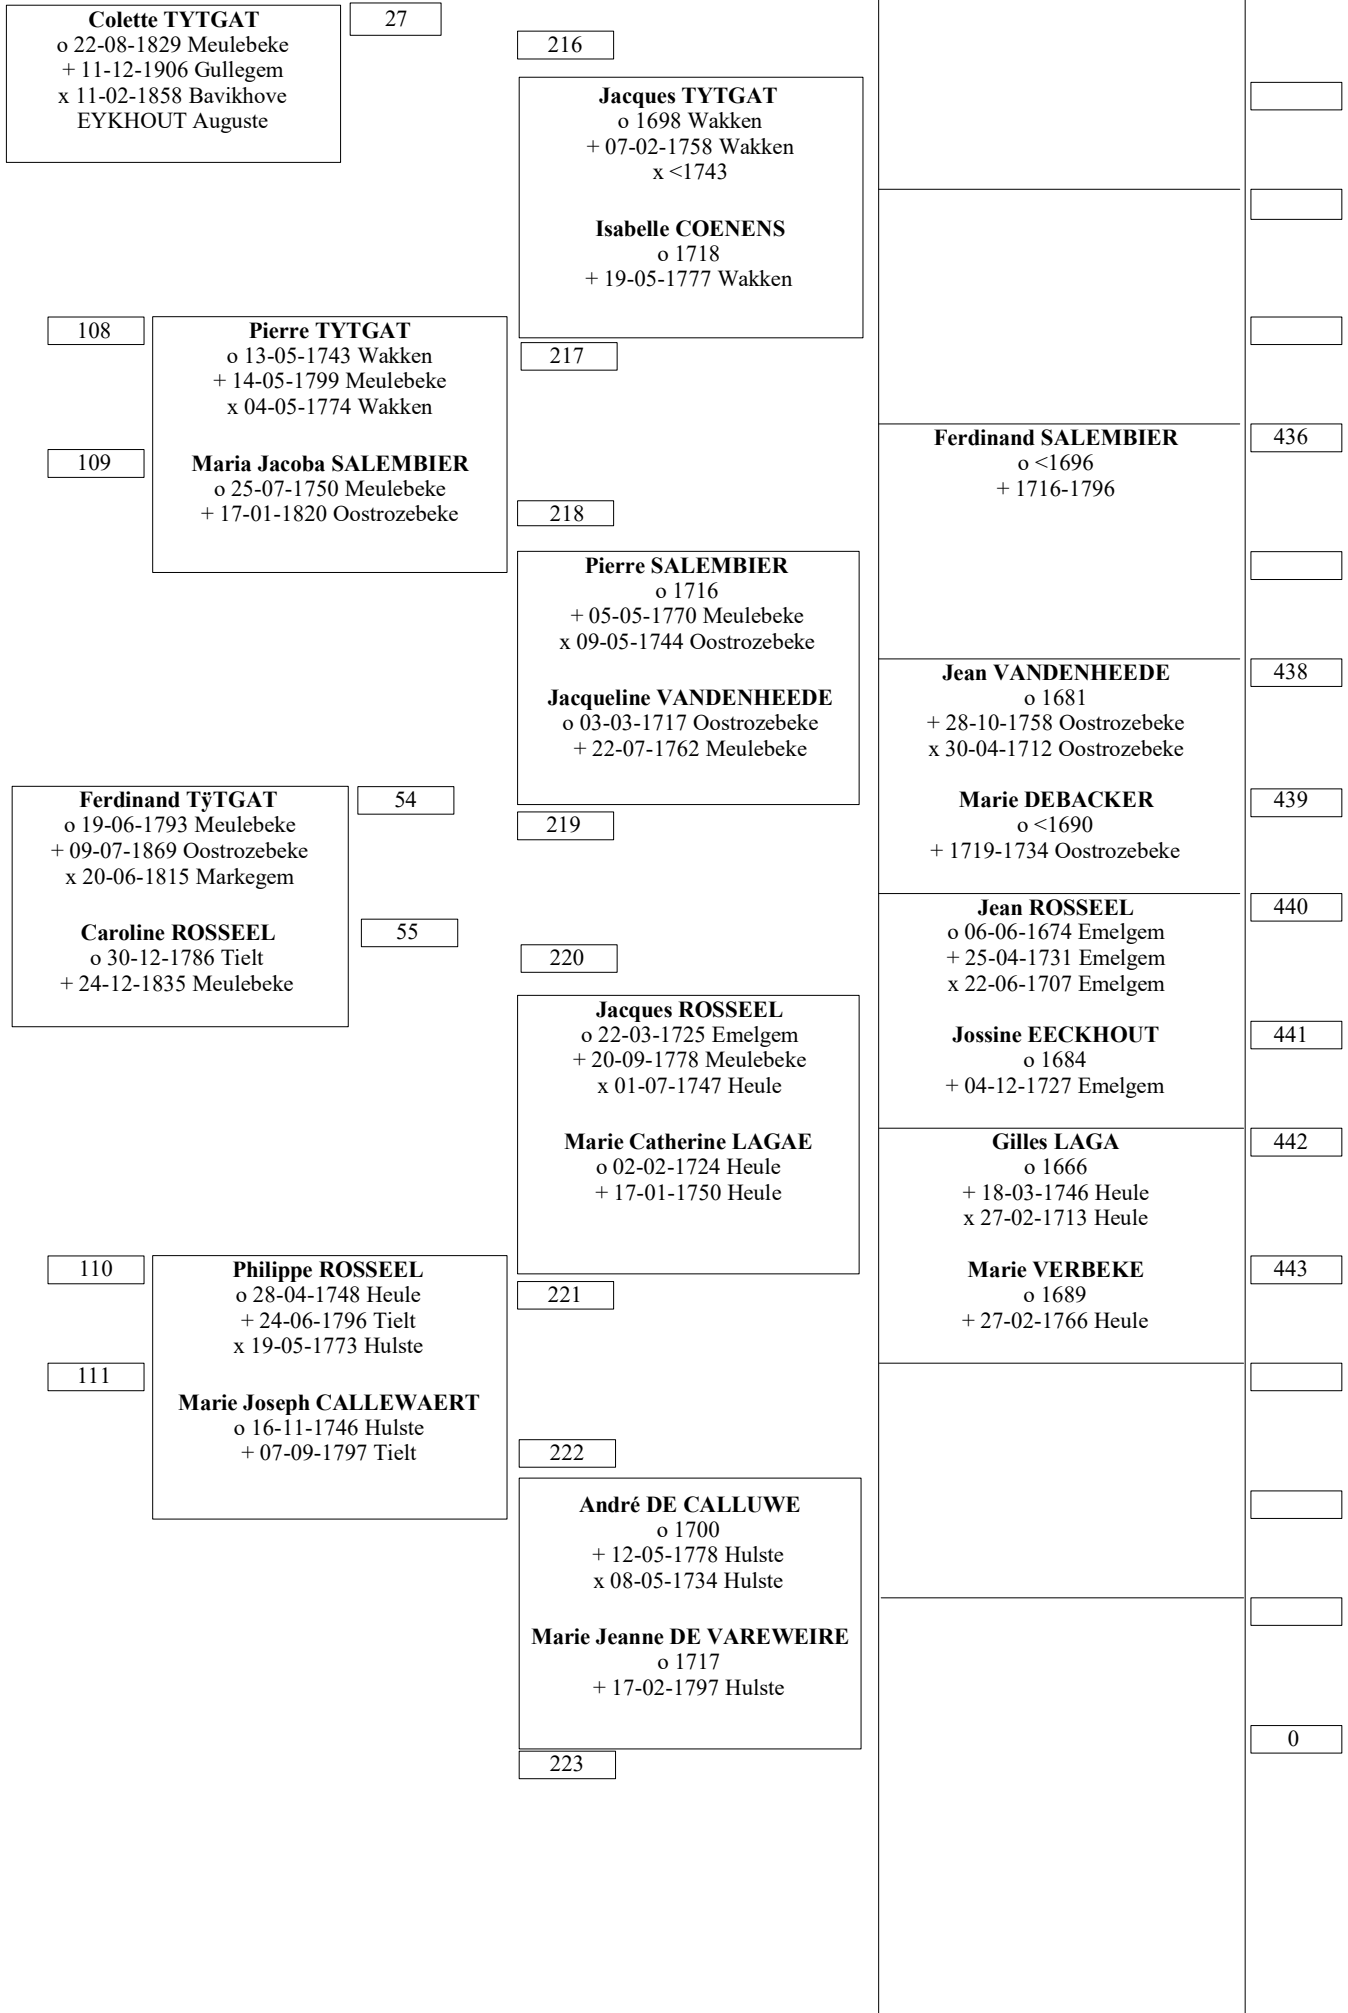 Colette TYTGAT
o 22-08-1829 Meulebeke
+ 11-12-1906 Gullegem
x 11-02-1858 Bavikhove
EYKHOUT Auguste
27
216
Jacques TYTGAT
o 1698 Wakken
+ 07-02-1758 Wakken
x <1743
Isabelle COENENS
o 1718
+ 19-05-1777 Wakken
217
108
Pierre TYTGAT
o 13-05-1743 Wakken
+ 14-05-1799 Meulebeke
x 04-05-1774 Wakken
109
Maria Jacoba SALEMBIER
o 25-07-1750 Meulebeke
+ 17-01-1820 Oostrozebeke
218
Pierre SALEMBIER
o 1716
+ 05-05-1770 Meulebeke
x 09-05-1744 Oostrozebeke
Jacqueline VANDENHEEDE
o 03-03-1717 Oostrozebeke
+ 22-07-1762 Meulebeke
219
Ferdinand SALEMBIER
o <1696
+ 1716-1796
436
Jean VANDENHEEDE
o 1681
+ 28-10-1758 Oostrozebeke
x 30-04-1712 Oostrozebeke
438
Marie DEBACKER
o <1690
+ 1719-1734 Oostrozebeke
439
Ferdinand TÿTGAT
o 19-06-1793 Meulebeke
+ 09-07-1869 Oostrozebeke
x 20-06-1815 Markegem
54
Caroline ROSSEEL
o 30-12-1786 Tielt
+ 24-12-1835 Meulebeke
55
220
Jacques ROSSEEL
o 22-03-1725 Emelgem
+ 20-09-1778 Meulebeke
x 01-07-1747 Heule
Marie Catherine LAGAE
o 02-02-1724 Heule
+ 17-01-1750 Heule
221
Jean ROSSEEL
o 06-06-1674 Emelgem
+ 25-04-1731 Emelgem
x 22-06-1707 Emelgem
440
Jossine EECKHOUT
o 1684
+ 04-12-1727 Emelgem
441
Gilles LAGA
o 1666
+ 18-03-1746 Heule
x 27-02-1713 Heule
442
Marie VERBEKE
o 1689
+ 27-02-1766 Heule
443
110
Philippe ROSSEEL
o 28-04-1748 Heule
+ 24-06-1796 Tielt
x 19-05-1773 Hulste
111
Marie Joseph CALLEWAERT
o 16-11-1746 Hulste
+ 07-09-1797 Tielt
222
André DE CALLUWE
o 1700
+ 12-05-1778 Hulste
x 08-05-1734 Hulste
Marie Jeanne DE VAREWEIRE
o 1717
+ 17-02-1797 Hulste
223
0